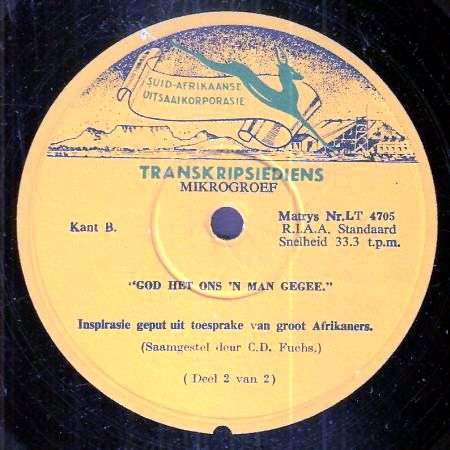 SUID-AFRIKAANSE
UITSAAIKORPORASIE
TRANSKRIPSIEDIENS
MIKROGROEF
Kant B.
Matrys Nr. LT 4705
R.I.A.A. Standaard
Snelheid 33.3 t.p.m.
"GOD HET ONS 'N MAN GEGEE."
Inspirasie geput uit toesprake van groot Afrikaners.
(Saamgestel deur C.D. Fuchs.)
(Deel 2 van 2)